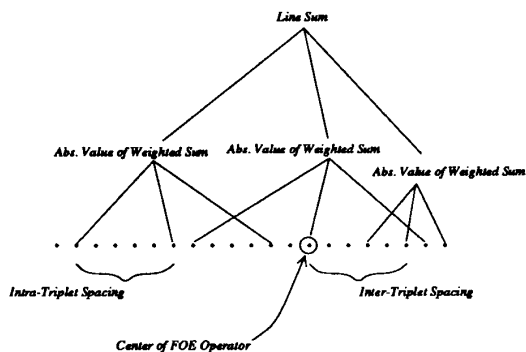 Line Sum
Abs. Value of Weighted Sum
Abs. Value of Weighted Sum
Abs. Value of Weighted Sum
Intra-Triplet Spacing
Inter-Triplet Spacing
Center of FOE Operator